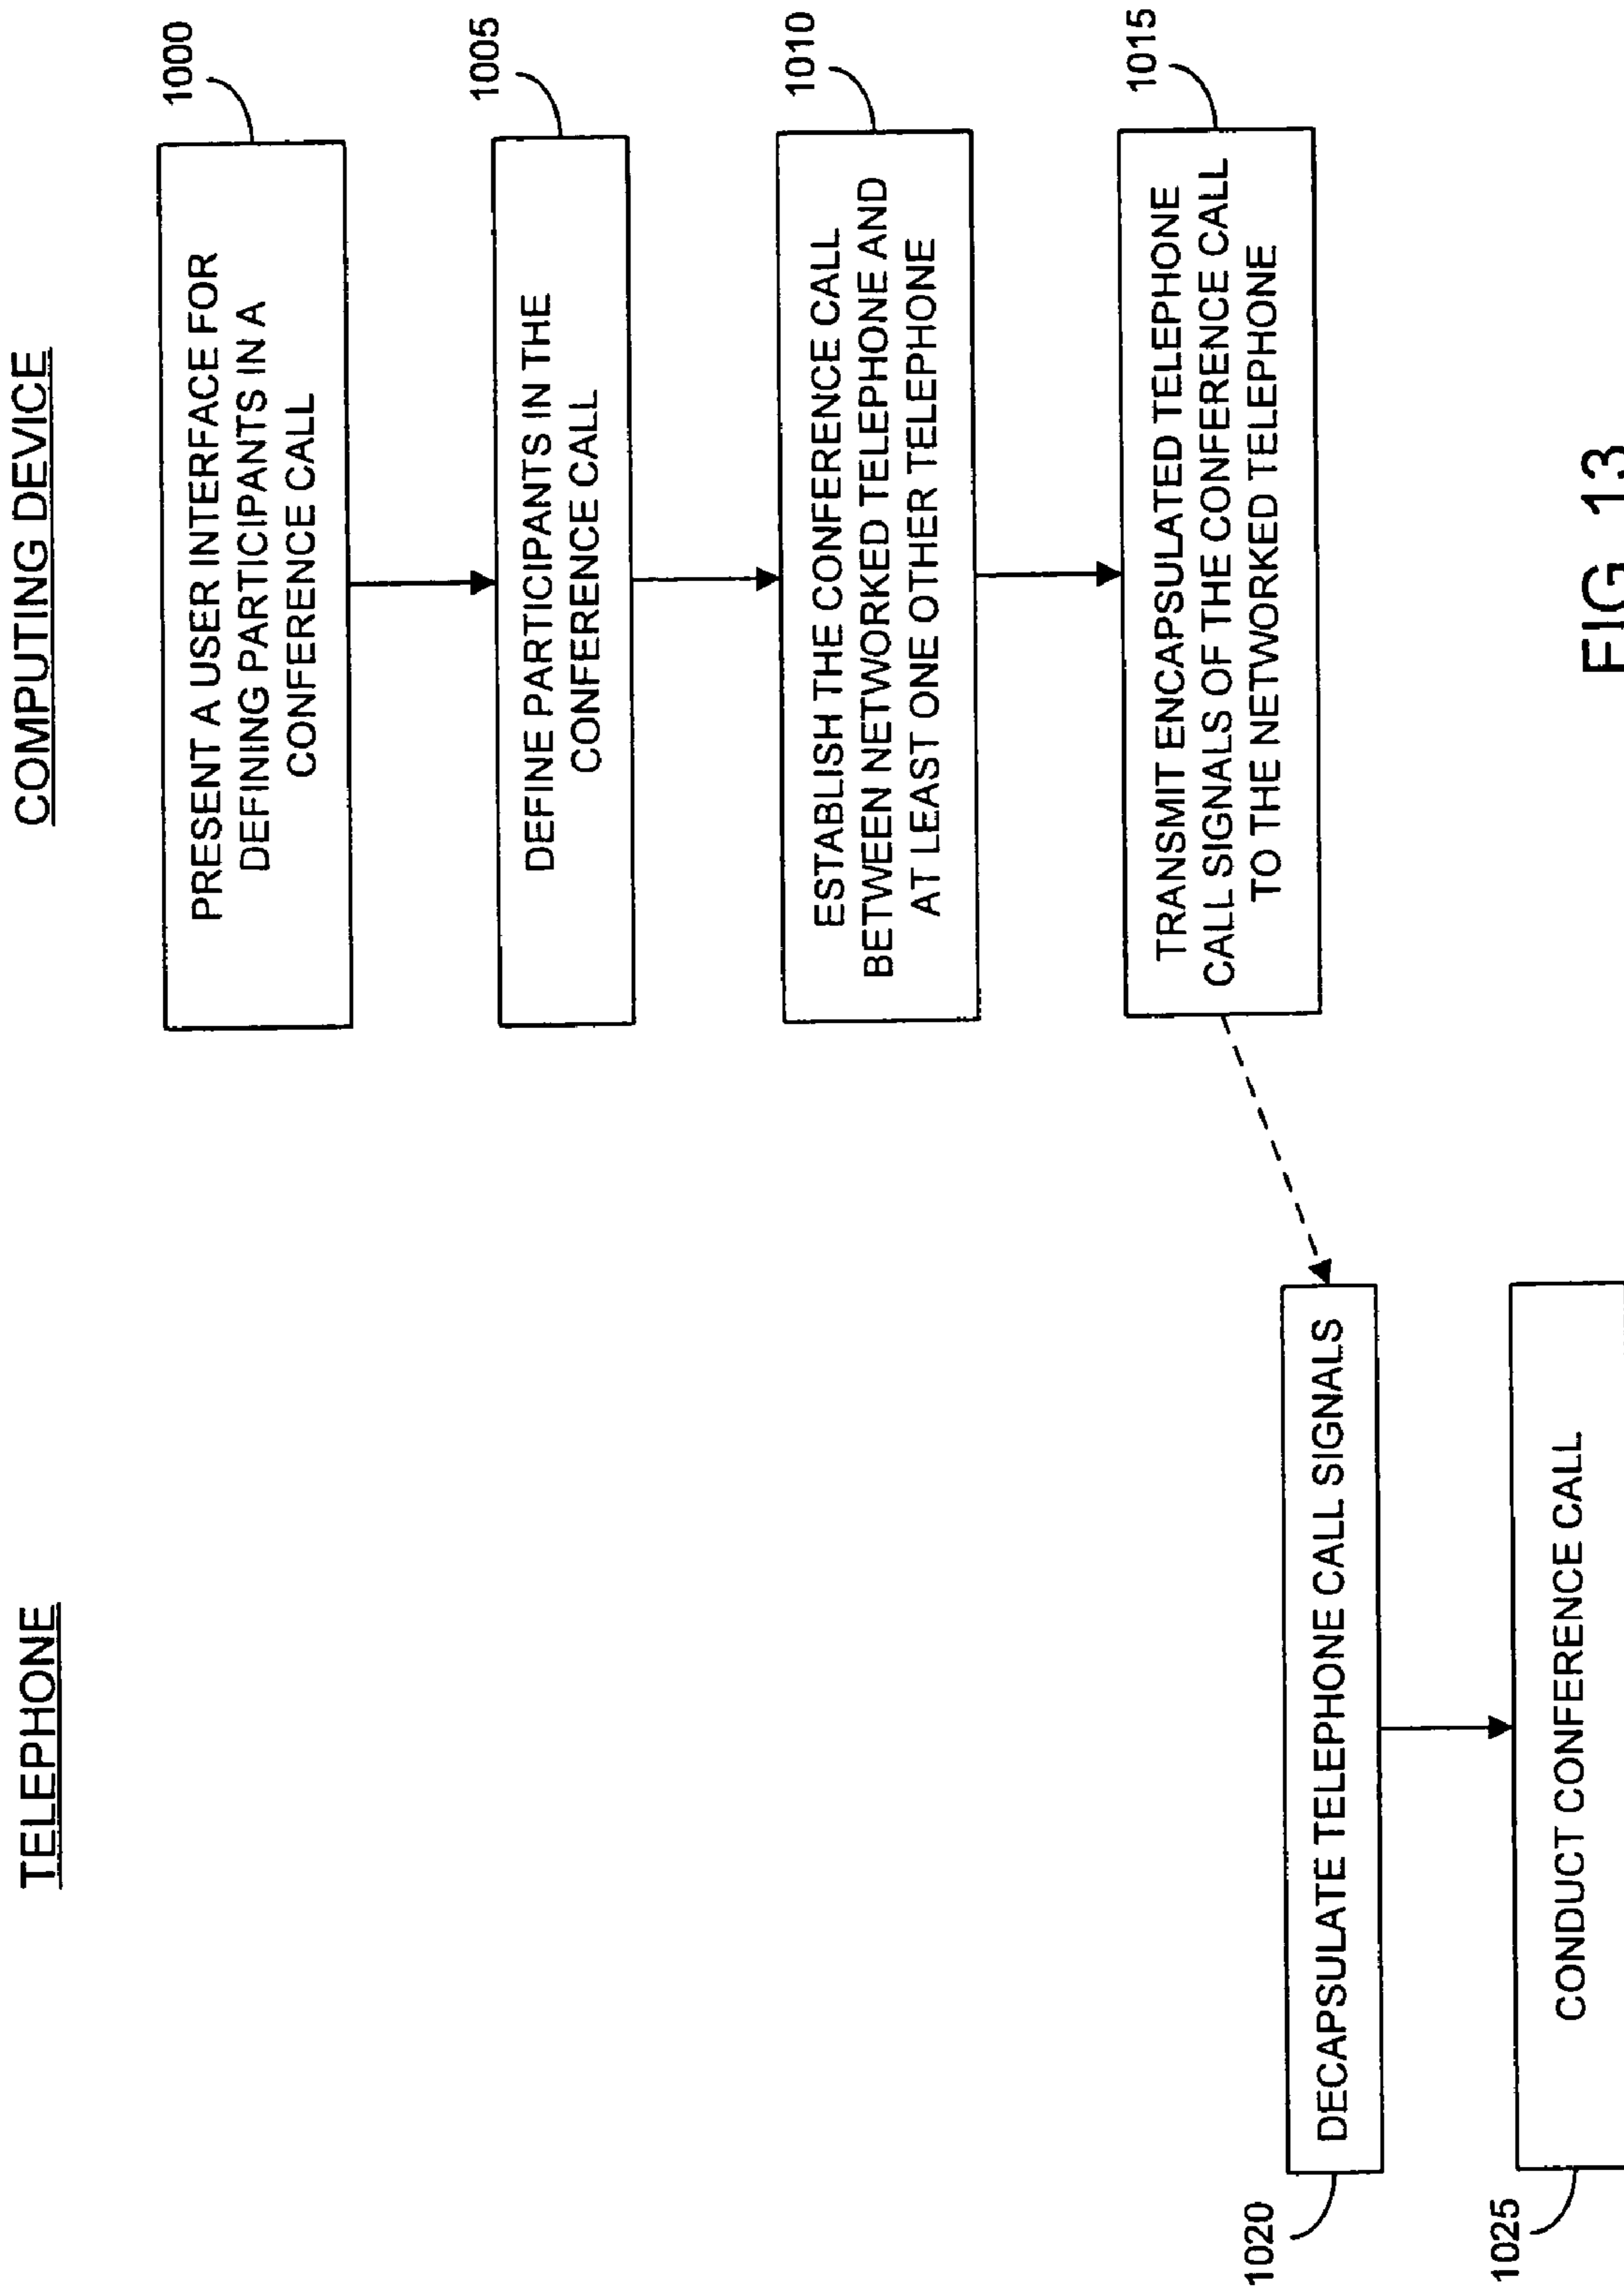 TELEPHONE
COMPUTING DEVICE
PRESENT A USER INTERFACE FOR
DEFINING PARTICIPANTS IN A
CONFERENCE CALL
1000
DEFINE PARTICIPANTS IN THE
CONFERENCE CALL
1005
ESTABLISH THE CONFERENCE CALL
BETWEEN NETWORKED TELEPHONE AND
AT LEAST ONE OTHER TELEPHONE
1010
TRANSMIT ENCAPSULATED TELEPHONE
CALL SIGNALS OF THE CONFERENCE CALL
TO THE NETWORKED TELEPHONE
1015
1020
DECAPSULATE TELEPHONE CALL SIGNALS
1025
CONDUCT CONFERENCE CALL
FIG. 13